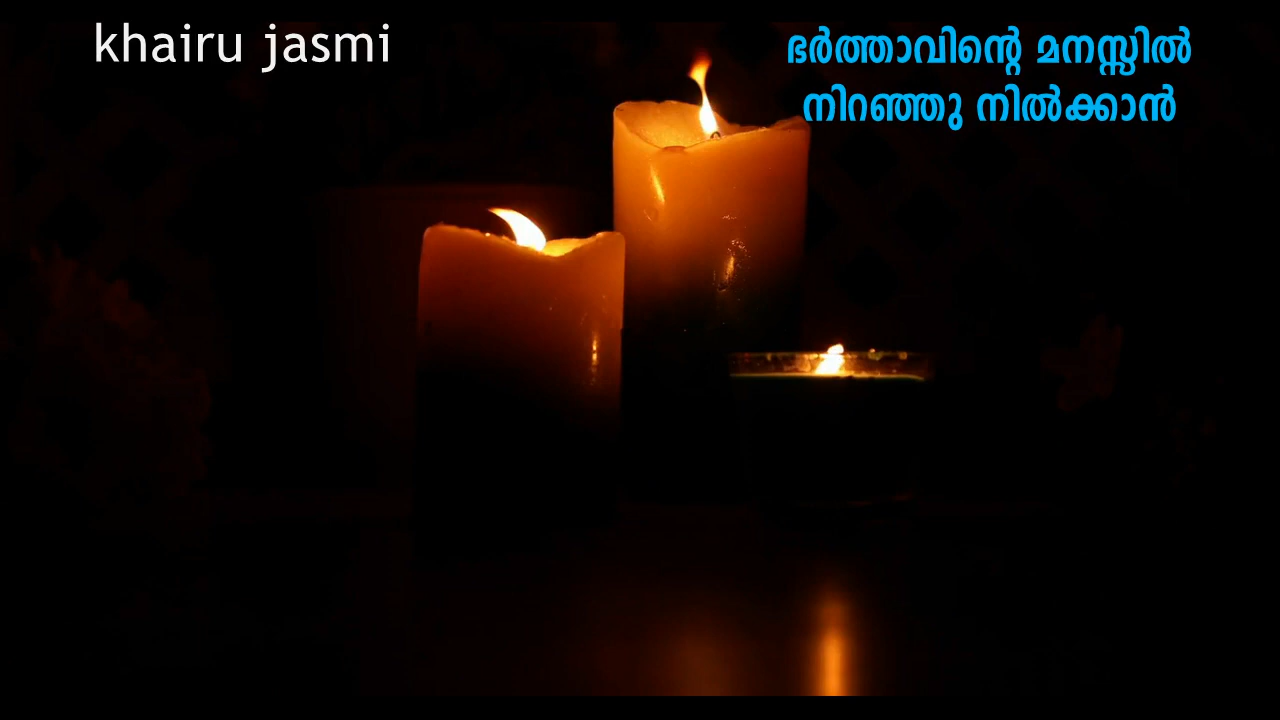 khairu jasmi
ഭർത്താവിന്റെ മനസ്സിൽ
നിറഞ്ഞു നിൽക്കാൻ